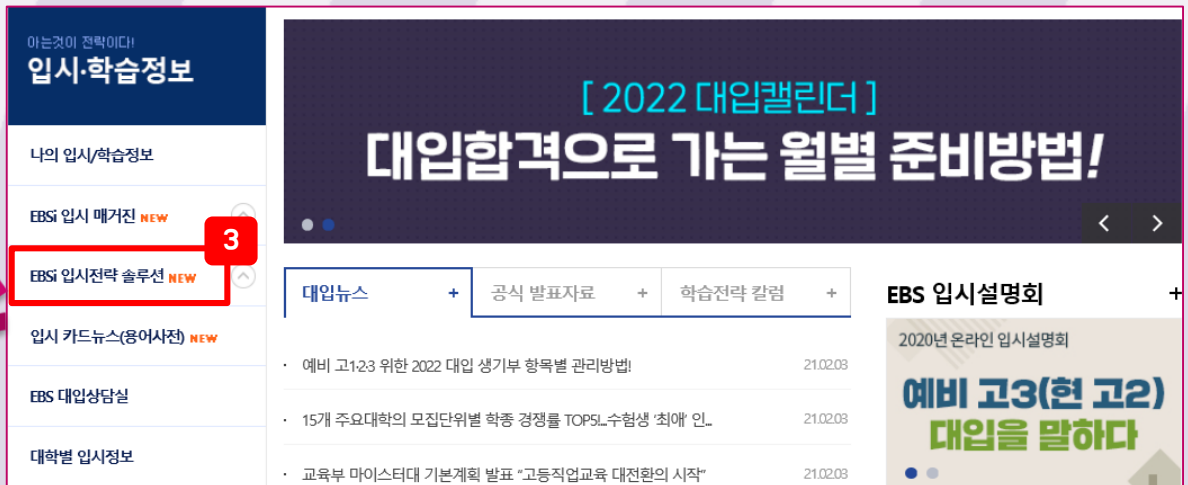 아는것이 전략이다!
입시·학습정보
나의 입시/학습정보
EBSi 입시 매거진 NEW
3
EBSi 입시전략 솔루션 NEW
입시 카드뉴스(용어사전) NEW
EBS 대입상담실
대학별 입시정보
[ 2022 대입캘린더 ]
대입합격으로 가는 월별 준비방법!
대입뉴스 +
공식 발표자료 +
학습전략 칼럼 +
· 예비 고1·2·3 위한 2022 대입 생기부 항목별 관리방법! 21.02.03
· 15개 주요대학의 모집단위별 학종 경쟁률 TOP5!...수험생 ‘최애’ 인... 21.02.03
· 교육부 마이스터대 기본계획 발표 “고등직업교육 대전환의 시작” 21.02.03
EBS 입시설명회 +
2020년 온라인 입시설명회
예비 고3(현 고2)
대입을 말하다